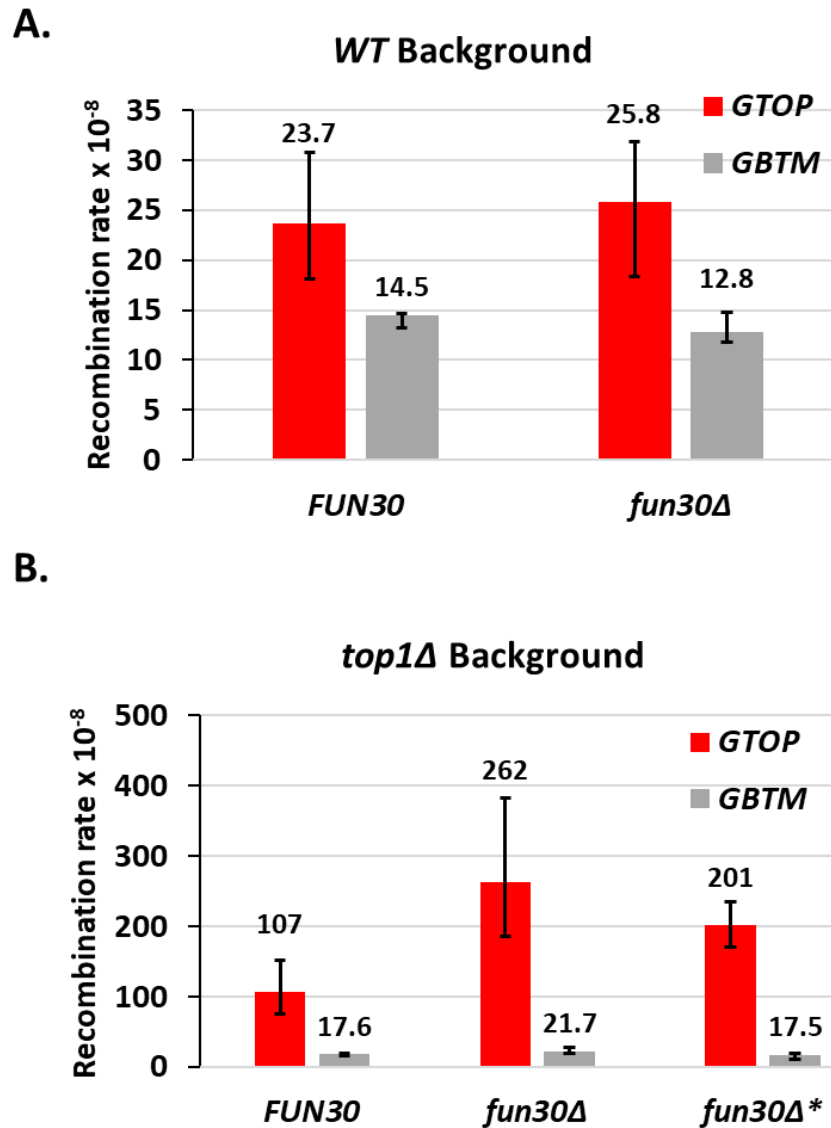 A.
WT Background
Recombination rate x 10⁻⁸
35
30
25
20
15
10
5
0
23.7
14.5
25.8
12.8
GTOP
GBTM
FUN30
fun30Δ
B.
top1Δ Background
Recombination rate x 10⁻⁸
500
400
300
200
100
0
107
17.6
262
21.7
201
17.5
GTOP
GBTM
FUN30
fun30Δ
fun30Δ*